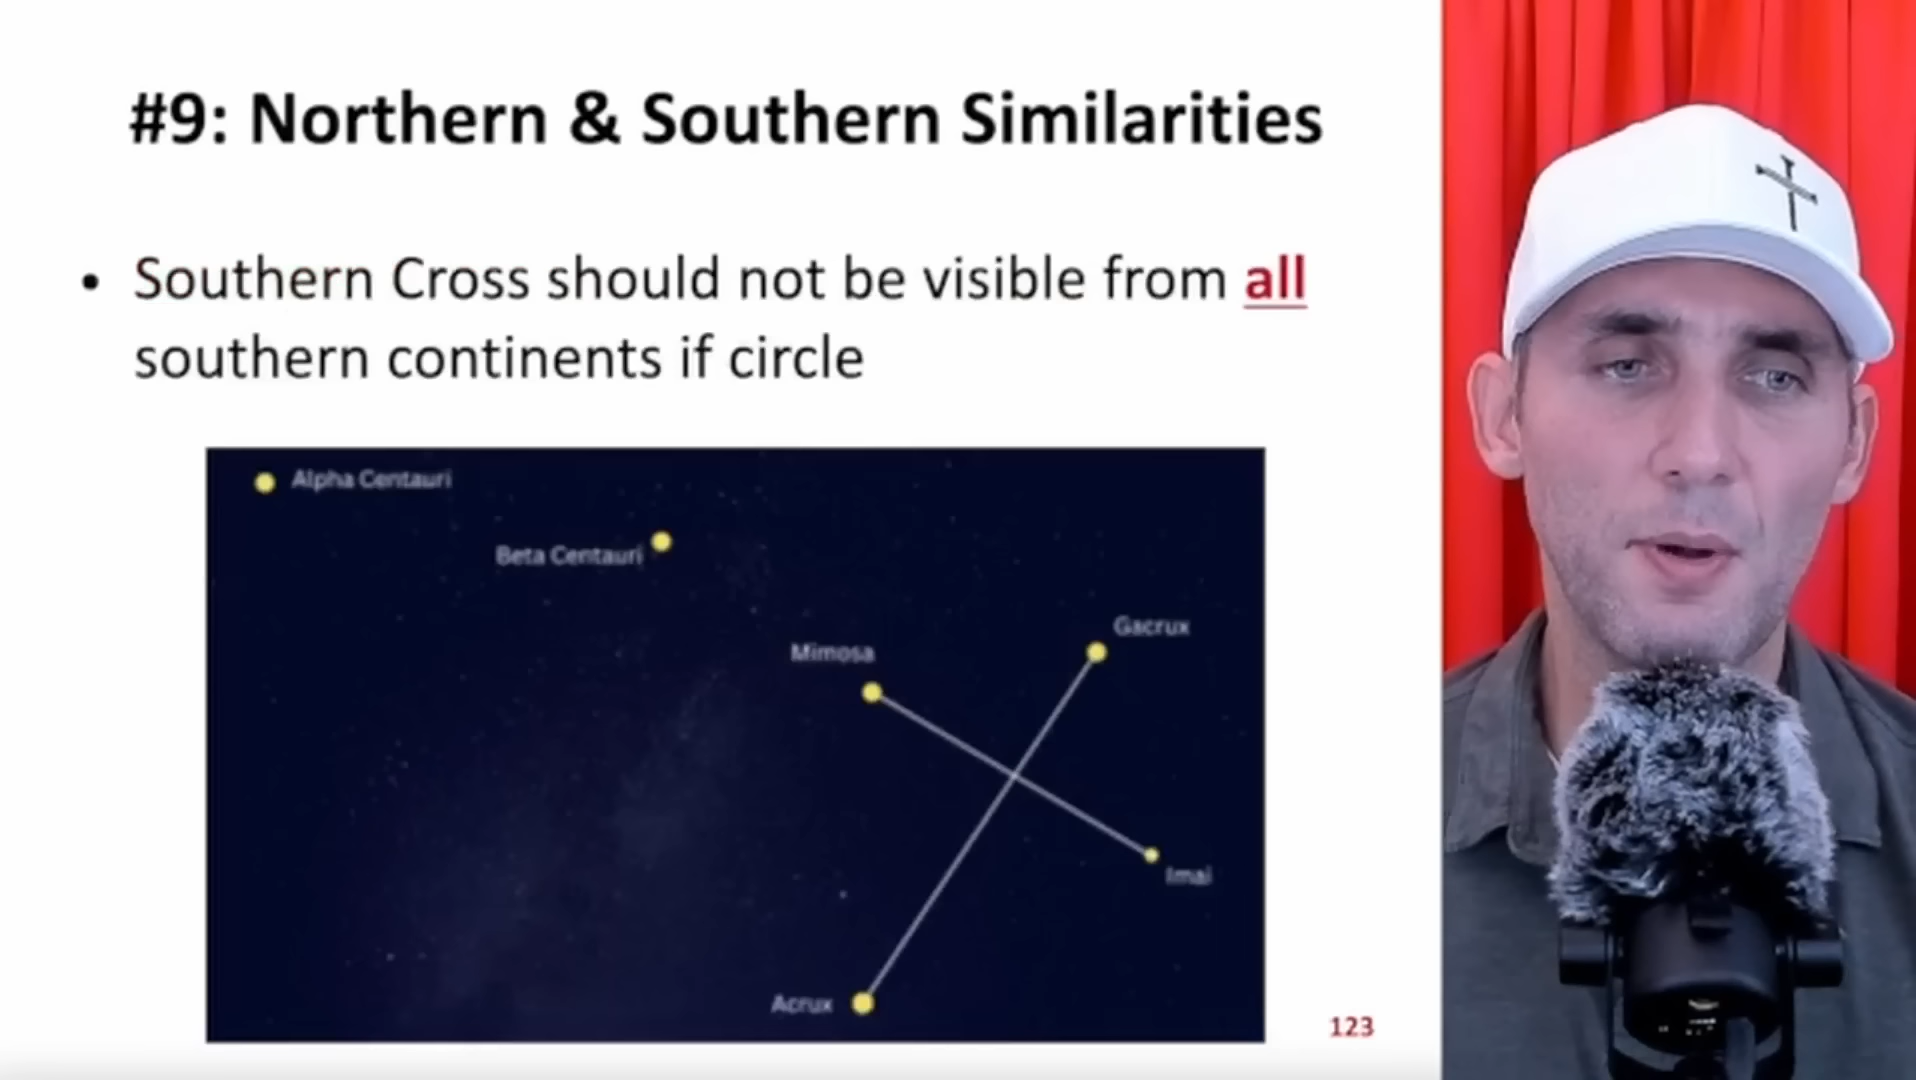 #9: Northern & Southern Similarities
• Southern Cross should not be visible from all
southern continents if circle
Alpha Centauri
Beta Centauri
Gacrux
Mimosa
Imai
Acrux
123